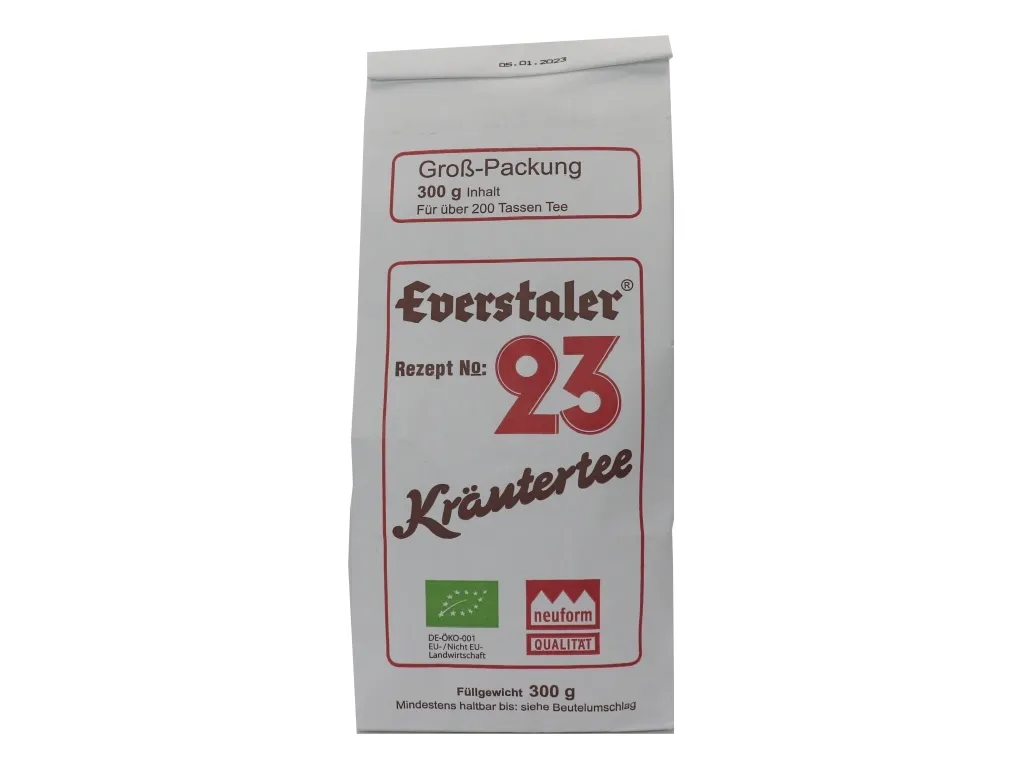 05.01.2023
Groß-Packung
300 g Inhalt
Für über 200 Tassen Tee
Everstaler®
Rezept No: 23
Kräutertee
neuform
QUALITÄT
DE-ÖKO-001
EU-/Nicht EU-
Landwirtschaft
Füllgewicht 300 g
Mindestens haltbar bis: siehe Beutelumschlag